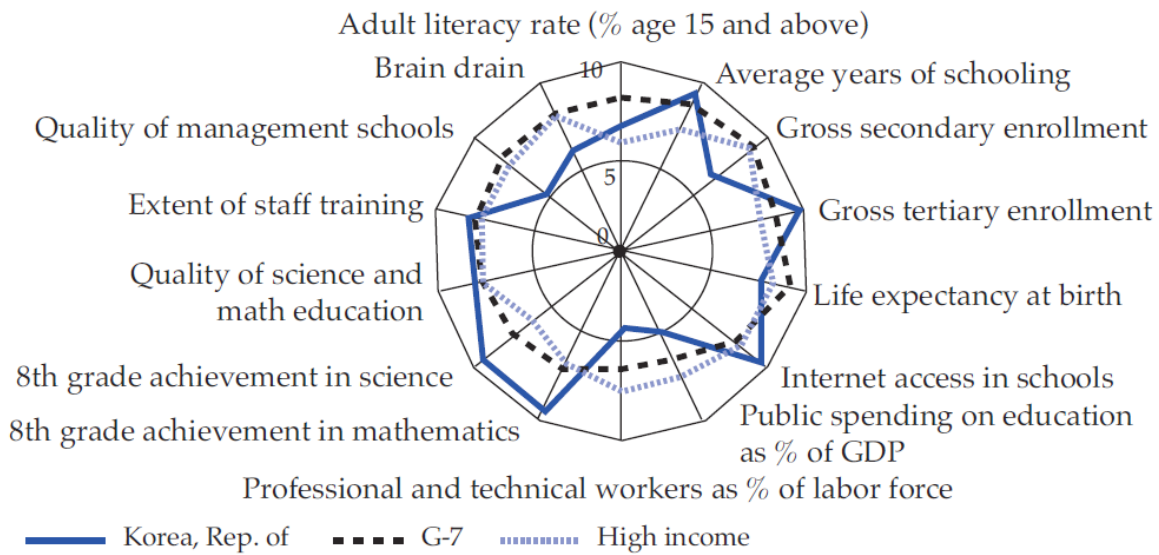 Adult literacy rate (% age 15 and above)
Brain drain
10
Average years of schooling
Quality of management schools
Gross secondary enrollment
5
Extent of staff training
Gross tertiary enrollment
0
Quality of science and
math education
Life expectancy at birth
8th grade achievement in science
Internet access in schools
8th grade achievement in mathematics
Public spending on education
as % of GDP
Professional and technical workers as % of labor force
Korea, Rep. of
G-7
High income